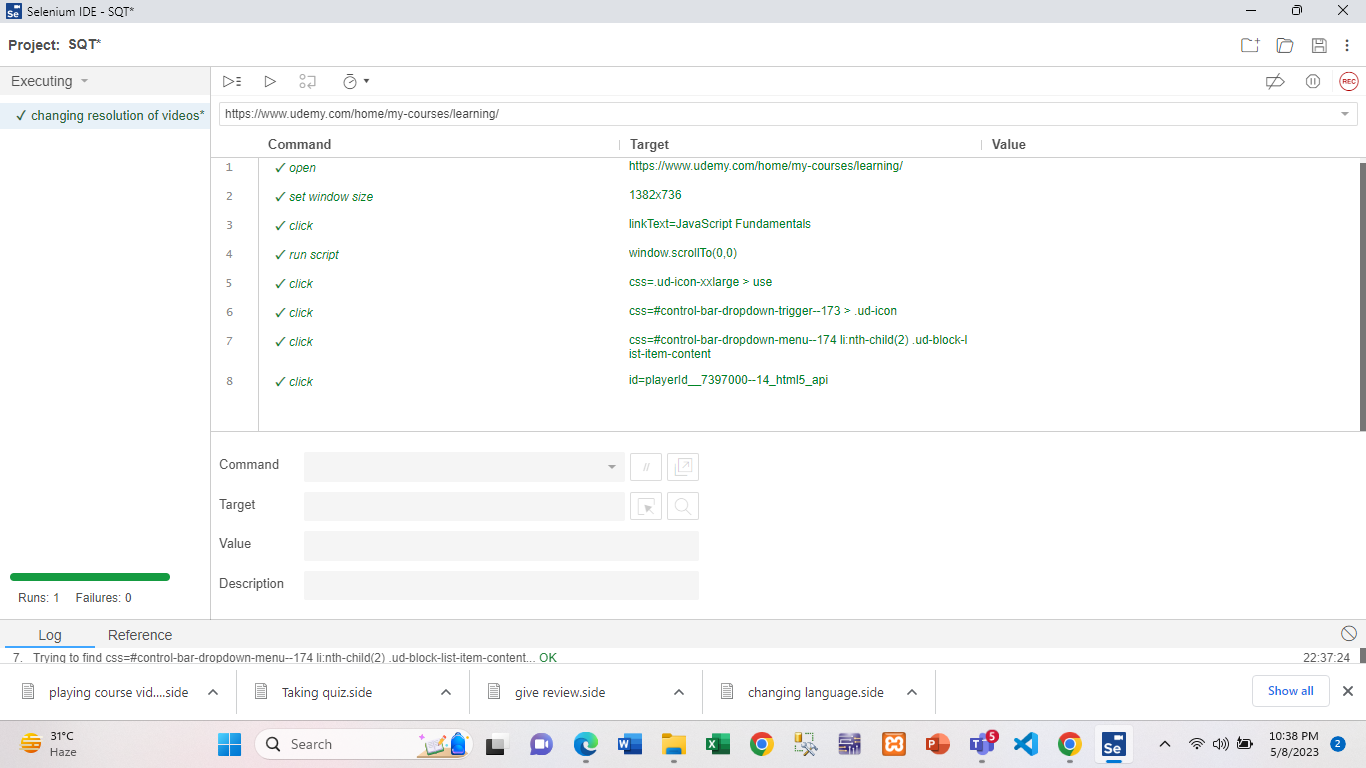 Selenium IDE - SQT*
Project: SQT*
Executing
✓ changing resolution of videos*
https://www.udemy.com/home/my-courses/learning/
Command Target Value
1 ✓ open https://www.udemy.com/home/my-courses/learning/
2 ✓ set window size 1382x736
3 ✓ click linkText=JavaScript Fundamentals
4 ✓ run script window.scrollTo(0,0)
5 ✓ click css=.ud-icon-xxlarge > use
6 ✓ click css=#control-bar-dropdown-trigger--173 > .ud-icon
7 ✓ click css=#control-bar-dropdown-menu--174 li:nth-child(2) .ud-block-l
ist-item-content
8 ✓ click id=playerId__7397000--14_html5_api
Command //
Target
Value
Description
Runs: 1 Failures: 0
Log Reference
7. Trying to find css=#control-bar-dropdown-menu--174 li:nth-child(2) .ud-block-list-item-content... OK 22:37:24
playing course vid....side Taking quiz.side give review.side changing language.side Show all
31°C
Haze
Search
5
10:38 PM
5/8/2023
2
REC
Se